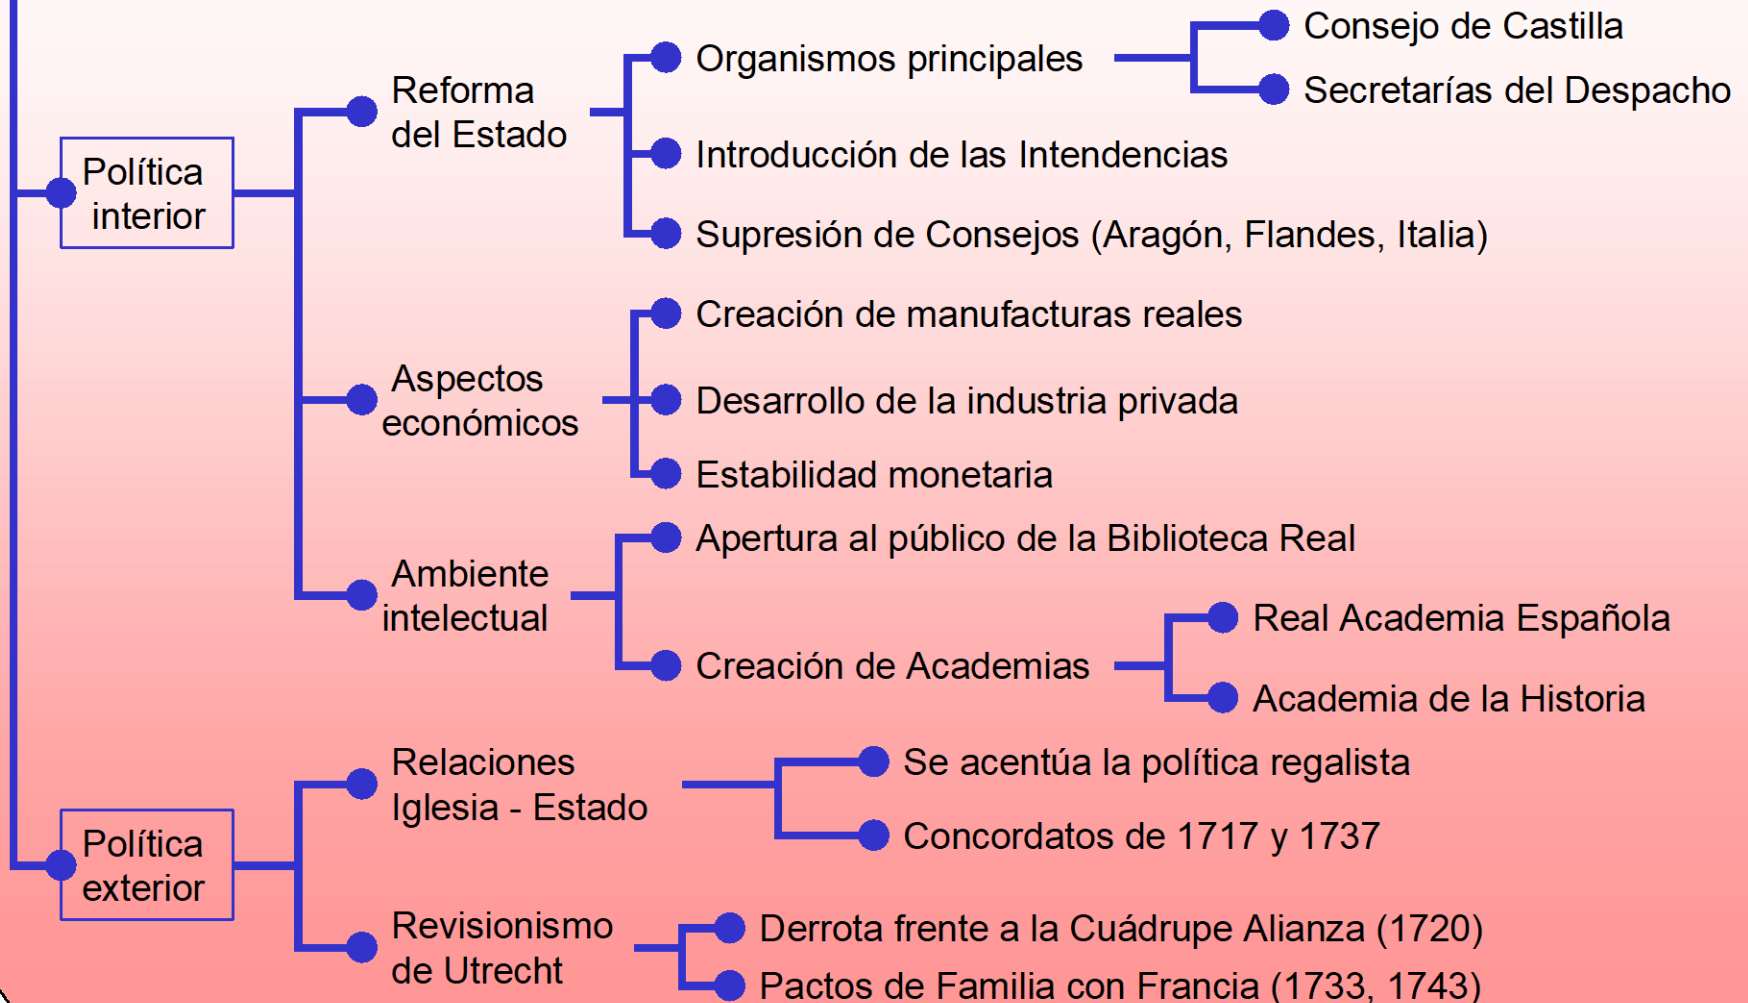 Consejo de Castilla
Organismos principales
Secretarías del Despacho
Reforma
del Estado
Introducción de las Intendencias
Política
interior
Supresión de Consejos (Aragón, Flandes, Italia)
Creación de manufacturas reales
Aspectos
económicos
Desarrollo de la industria privada
Estabilidad monetaria
Apertura al público de la Biblioteca Real
Ambiente
intelectual
Real Academia Española
Creación de Academias
Academia de la Historia
Relaciones
Iglesia - Estado
Se acentúa la política regalista
Concordatos de 1717 y 1737
Política
exterior
Revisionismo
de Utrecht
Derrota frente a la Cuádrupe Alianza (1720)
Pactos de Familia con Francia (1733, 1743)